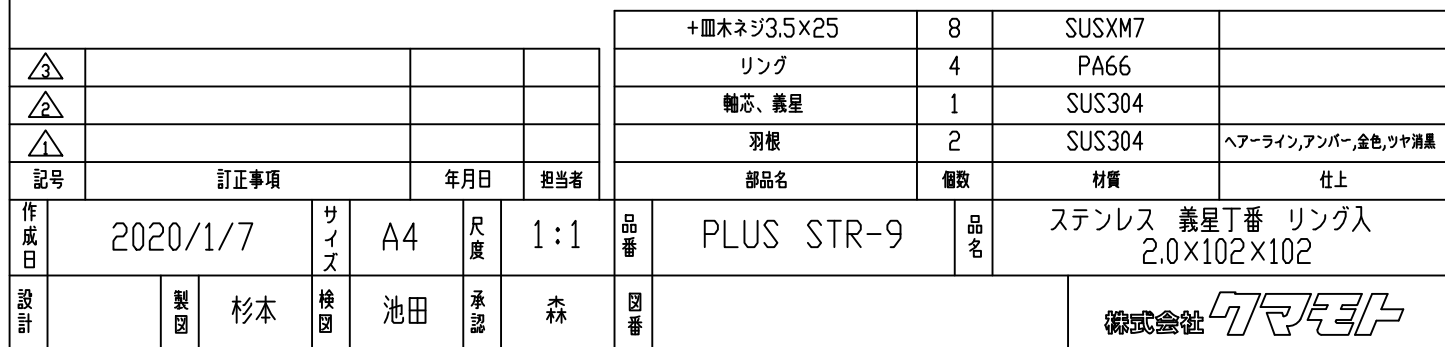 +皿木ネジ3.5×25 8 SUSXM7
3 リング 4 PA66
2 軸芯、義星 1 SUS304
1 羽根 2 SUS304 ヘアーライン,アンバー,金色,ツヤ消黒
記号 訂正事項 年月日 担当者 部品名 個数 材質 仕上
作成日 2020/1/7 サイズ A4 尺度 1:1 品番 PLUS STR-9 品名 ステンレス 義星丁番 リング入
2.0×102×102
設計 製図 杉本 検図 池田 承認 森 図番 株式会社クマモト